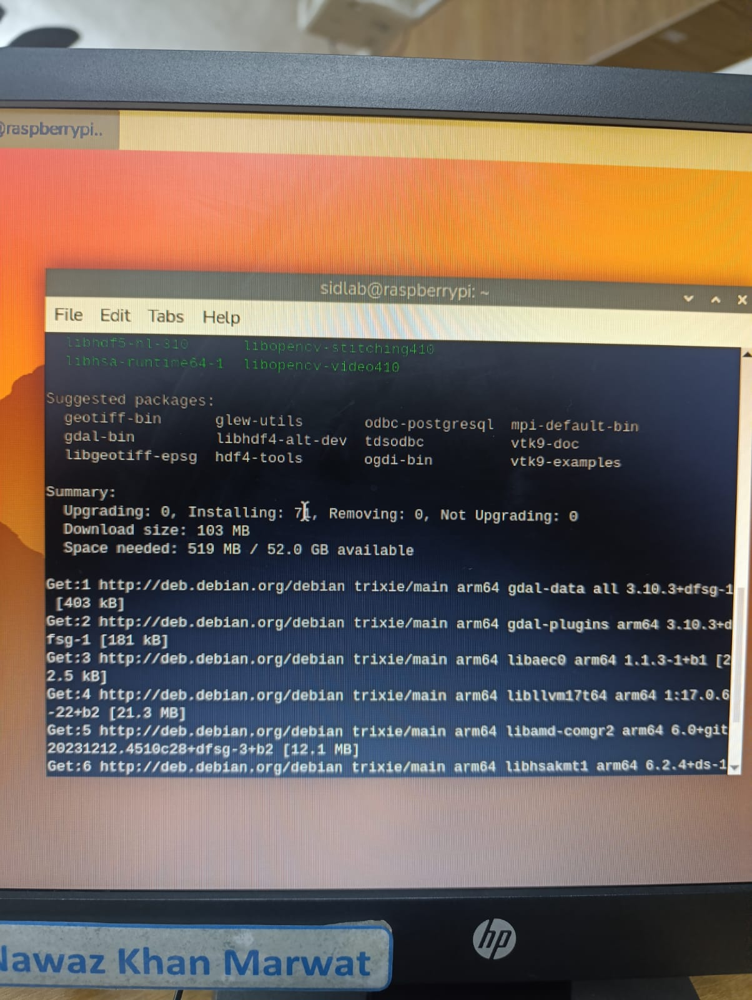 @raspberrypi..
sidlab@raspberrypi: ~
File Edit Tabs Help
libhdf5-hl-310 libopencv-stitching410
libhsa-runtime64-1 libopencv-video410
Suggested packages:
geotiff-bin glew-utils odbc-postgresql mpi-default-bin
gdal-bin libhdf4-alt-dev tdsodbc vtk9-doc
libgeotiff-epsg hdf4-tools ogdi-bin vtk9-examples
Summary:
Upgrading: 0, Installing: 71, Removing: 0, Not Upgrading: 0
Download size: 103 MB
Space needed: 519 MB / 52.0 GB available
Get:1 http://deb.debian.org/debian trixie/main arm64 gdal-data all 3.10.3+dfsg-1
[403 kB]
Get:2 http://deb.debian.org/debian trixie/main arm64 gdal-plugins arm64 3.10.3+d
fsg-1 [181 kB]
Get:3 http://deb.debian.org/debian trixie/main arm64 libaec0 arm64 1.1.3-1+b1 [2
2.5 kB]
Get:4 http://deb.debian.org/debian trixie/main arm64 libllvm17t64 arm64 1:17.0.6
-22+b2 [21.3 MB]
Get:5 http://deb.debian.org/debian trixie/main arm64 libamd-comgr2 arm64 6.0+git
20231212.4510c28+dfsg-3+b2 [12.1 MB]
Get:6 http://deb.debian.org/debian trixie/main arm64 libhsakmt1 arm64 6.2.4+ds-1
hp
Nawaz Khan Marwat